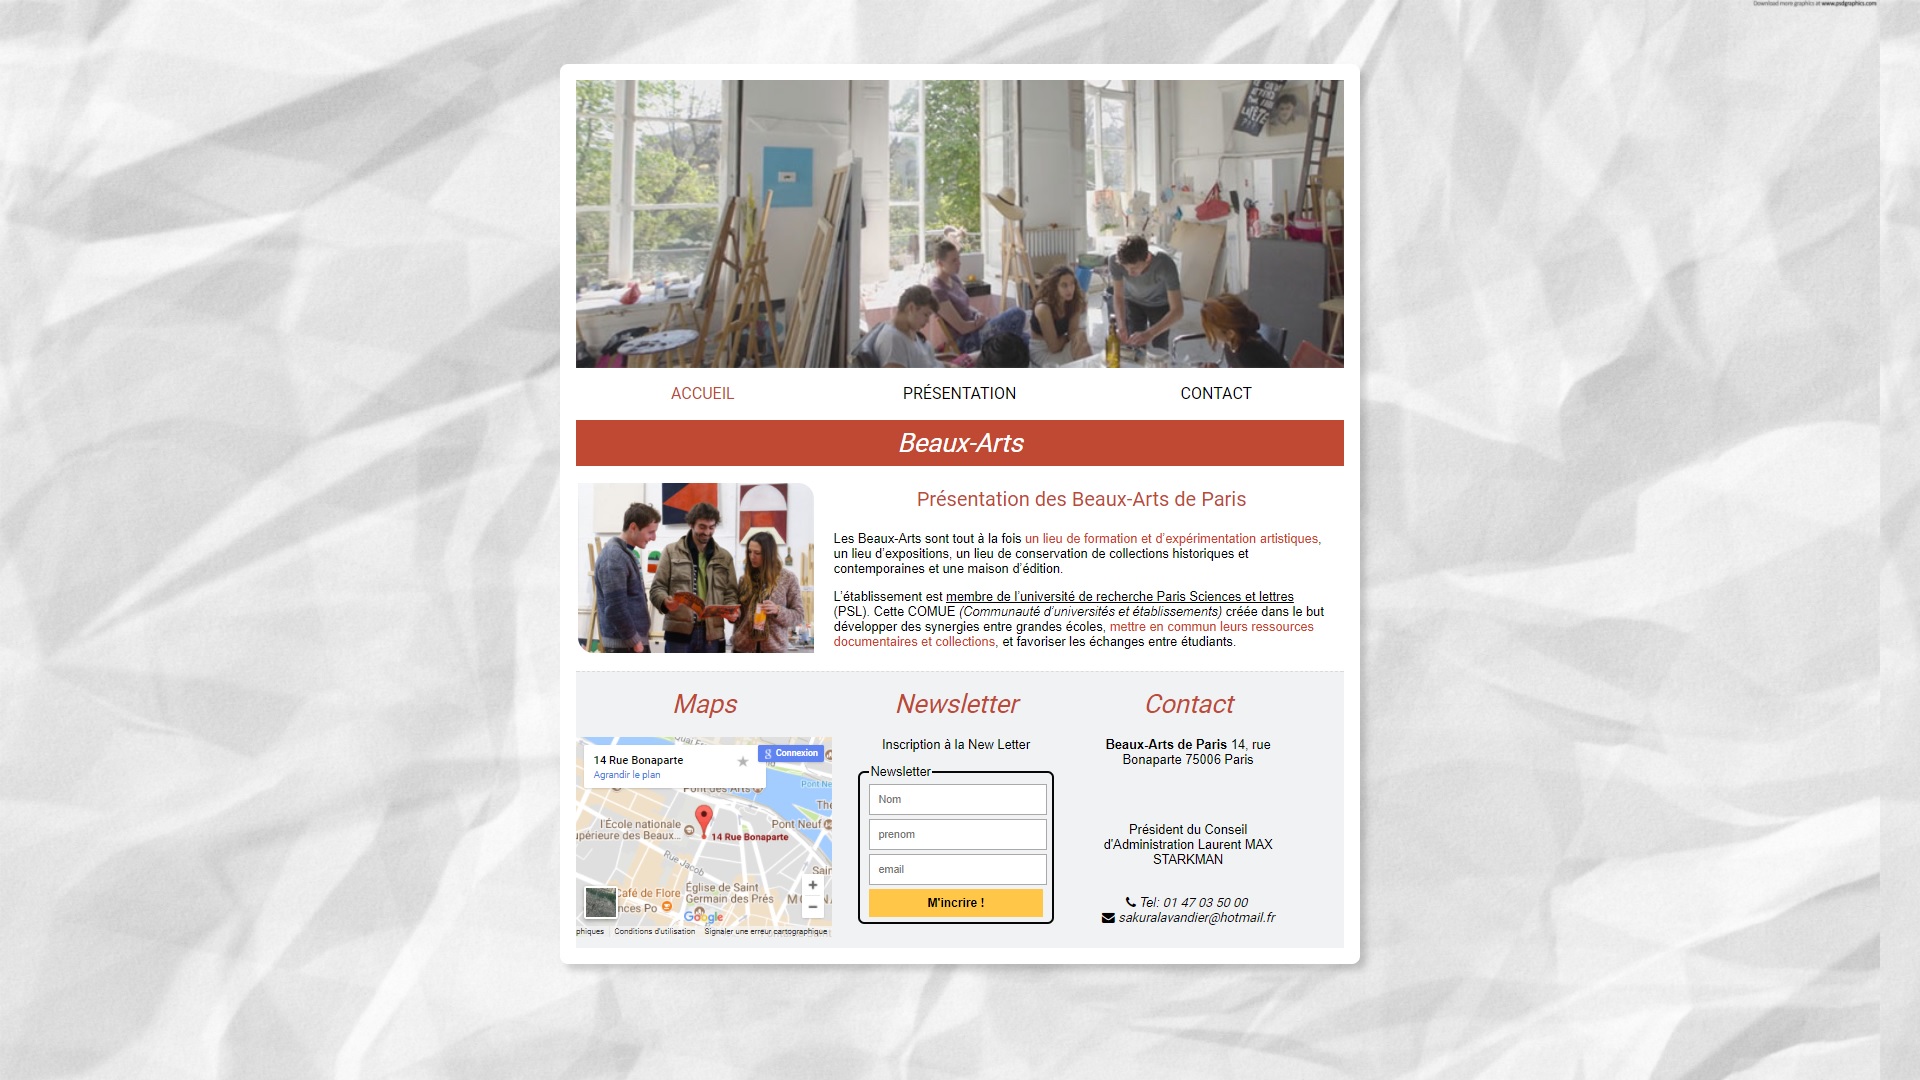 Download more graphics at www.psdgraphics.com
ACCUEIL
PRÉSENTATION
CONTACT
Beaux-Arts
Présentation des Beaux-Arts de Paris
Les Beaux-Arts sont tout à la fois un lieu de formation et d’expérimentation artistiques,
un lieu d’expositions, un lieu de conservation de collections historiques et
contemporaines et une maison d’édition.
L’établissement est membre de l’université de recherche Paris Sciences et lettres
(PSL). Cette COMUE (Communauté d’universités et établissements) créée dans le but
développer des synergies entre grandes écoles, mettre en commun leurs ressources
documentaires et collections, et favoriser les échanges entre étudiants.
Maps
14 Rue Bonaparte
Agrandir le plan
Connexion
Pont des Arts
Pont Ne
The
l'École nationale
upérieure des Beaux...
Pont Neuf
14 Rue Bonaparte
Rue Jacob
Sain
Café de Flore
Église de Saint
Germain des Prés
nces Po
Google
phiques
Conditions d'utilisation
Signaler une erreur cartographique
Newsletter
Inscription à la New Letter
Newsletter
Nom
prenom
email
M'incrire !
Contact
Beaux-Arts de Paris 14, rue
Bonaparte 75006 Paris
Président du Conseil
d'Administration Laurent MAX
STARKMAN
Tel: 01 47 03 50 00
sakuralavandier@hotmail.fr